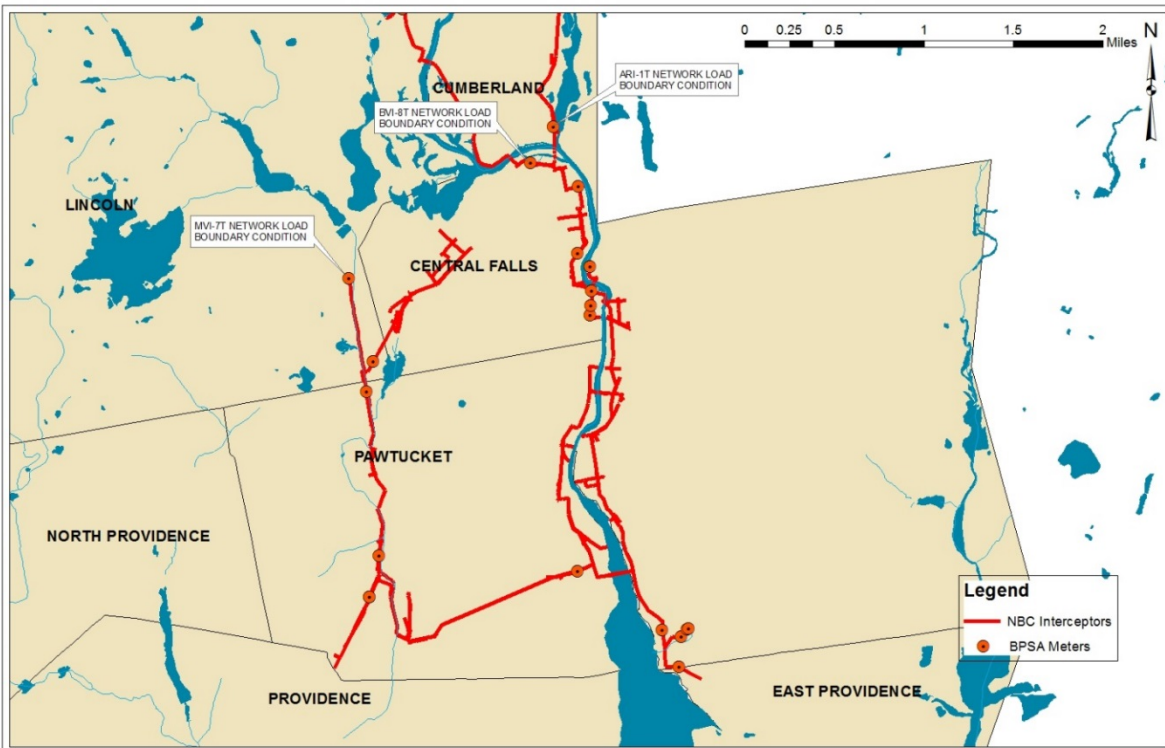 0 0.25 0.5 1 1.5 2
Miles
N
ARI-1T NETWORK LOAD
BOUNDARY CONDITION
CUMBERLAND
BVI-8T NETWORK LOAD
BOUNDARY CONDITION
LINCOLN
MVI-7T NETWORK LOAD
BOUNDARY CONDITION
CENTRAL FALLS
PAWTUCKET
NORTH PROVIDENCE
Legend
NBC Interceptors
BPSA Meters
PROVIDENCE
EAST PROVIDENCE